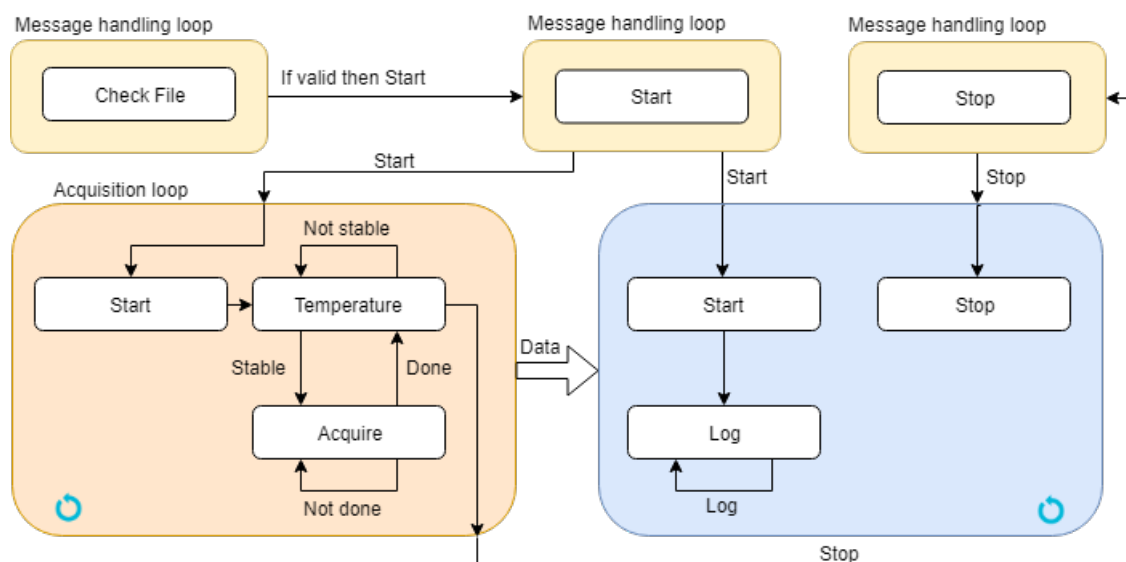 Message handling loop
Message handling loop
Message handling loop
Check File
If valid then Start
Start
Stop
Start
Start
Stop
Acquisition loop
Not stable
Start
Temperature
Start
Stop
Stable
Done
Data
Acquire
Log
Not done
Log
Stop